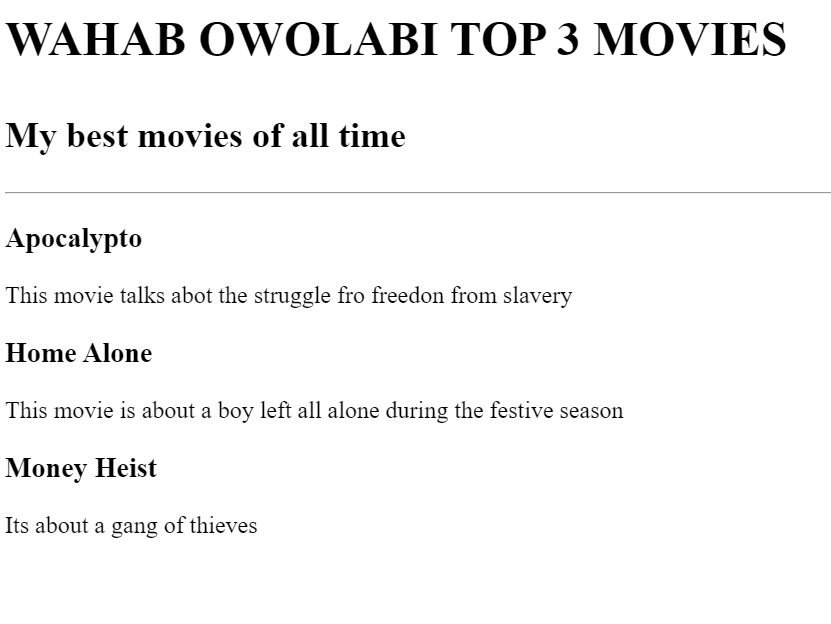 WAHAB OWOLABI TOP 3 MOVIES
My best movies of all time
Apocalypto
This movie talks abot the struggle fro freedon from slavery
Home Alone
This movie is about a boy left all alone during the festive season
Money Heist
Its about a gang of thieves